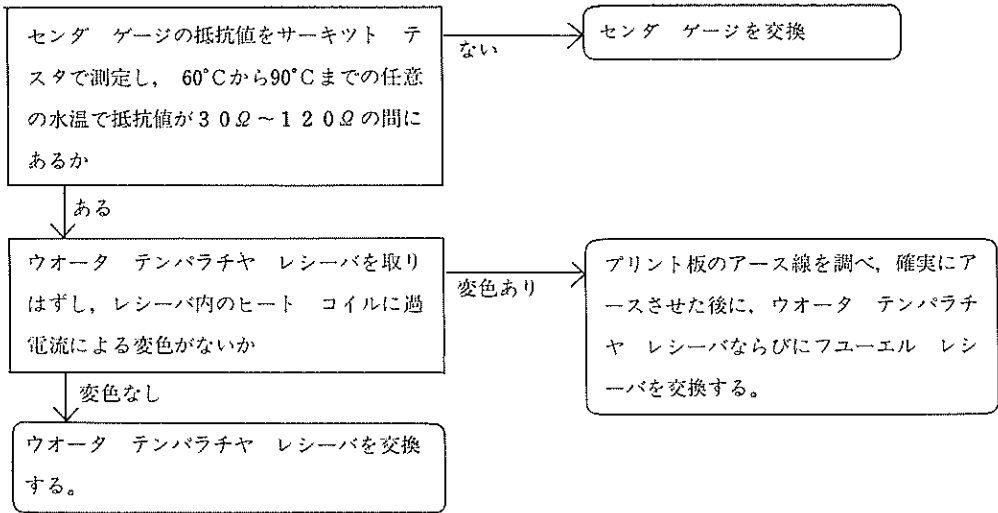 センダ ゲージの抵抗値をサーキツト テ
スタで測定し, 60°Cから90°Cまでの任意
の水温で抵抗値が30Ω~120Ωの間に
あるか
ない
センダ ゲージを交換
ある
ウオータ テンパラチヤ レシーバを取り
はずし,レシーバ内のヒート コイルに過
電流による変色がないか
変色あり
プリント板のアース線を調べ,確実にア
ースさせた後に,ウオータ テンパラチ
ヤ レシーバならびにフユーエル レシ
ーバを交換する。
変色なし
ウオータ テンパラチヤ レシーバを交換
する。